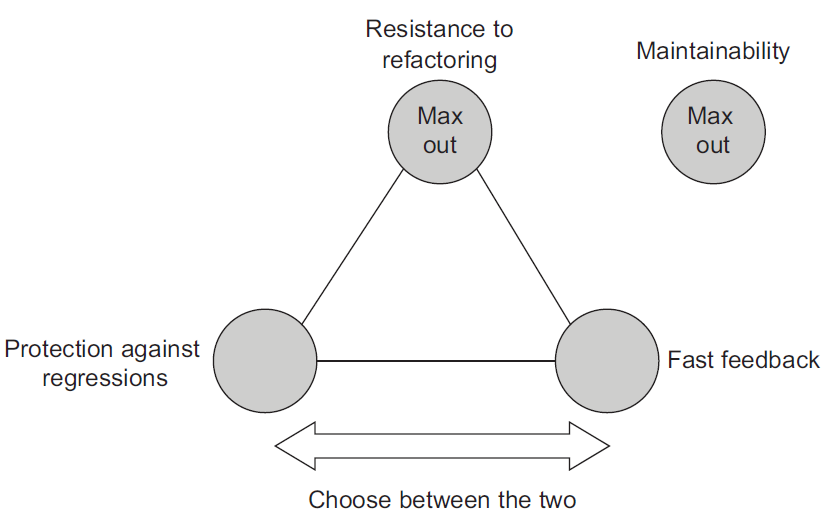 Resistance to
refactoring
Maintainability
Max
out
Max
out
Protection against
regressions
Fast feedback
Choose between the two